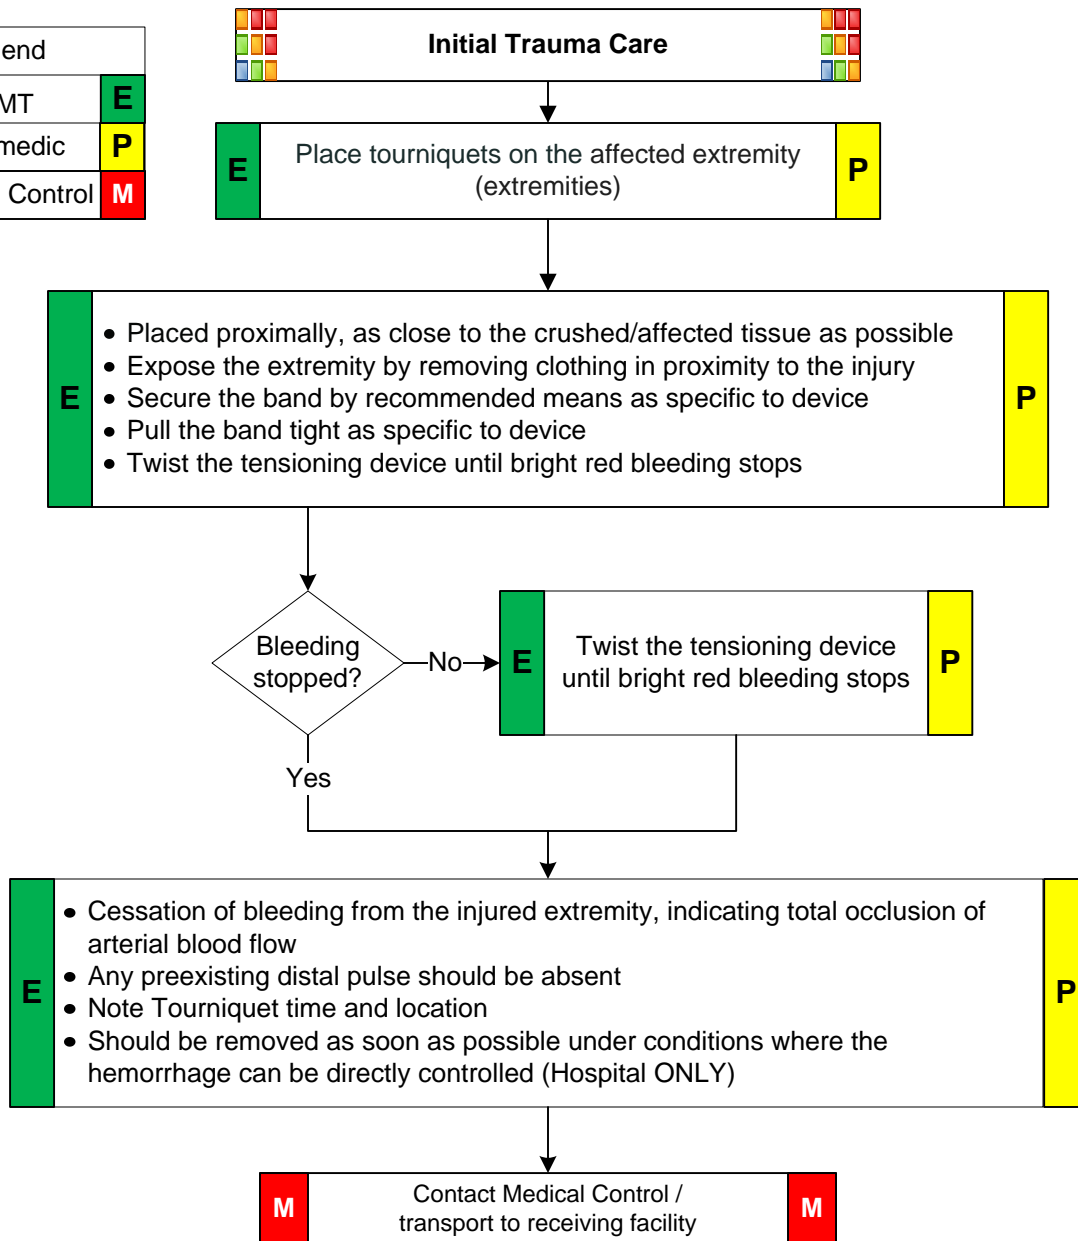 Initial Trauma Care
end
MT E
medic P
Control M
E Place tourniquets on the affected extremity P
(extremities)
• Placed proximally, as close to the crushed/affected tissue as possible
• Expose the extremity by removing clothing in proximity to the injury
E • Secure the band by recommended means as specific to device P
• Pull the band tight as specific to device
• Twist the tensioning device until bright red bleeding stops
Bleeding
stopped?
No
E Twist the tensioning device P
until bright red bleeding stops
Yes
• Cessation of bleeding from the injured extremity, indicating total occlusion of
arterial blood flow
• Any preexisting distal pulse should be absent
E • Note Tourniquet time and location P
• Should be removed as soon as possible under conditions where the
hemorrhage can be directly controlled (Hospital ONLY)
M Contact Medical Control / M
transport to receiving facility